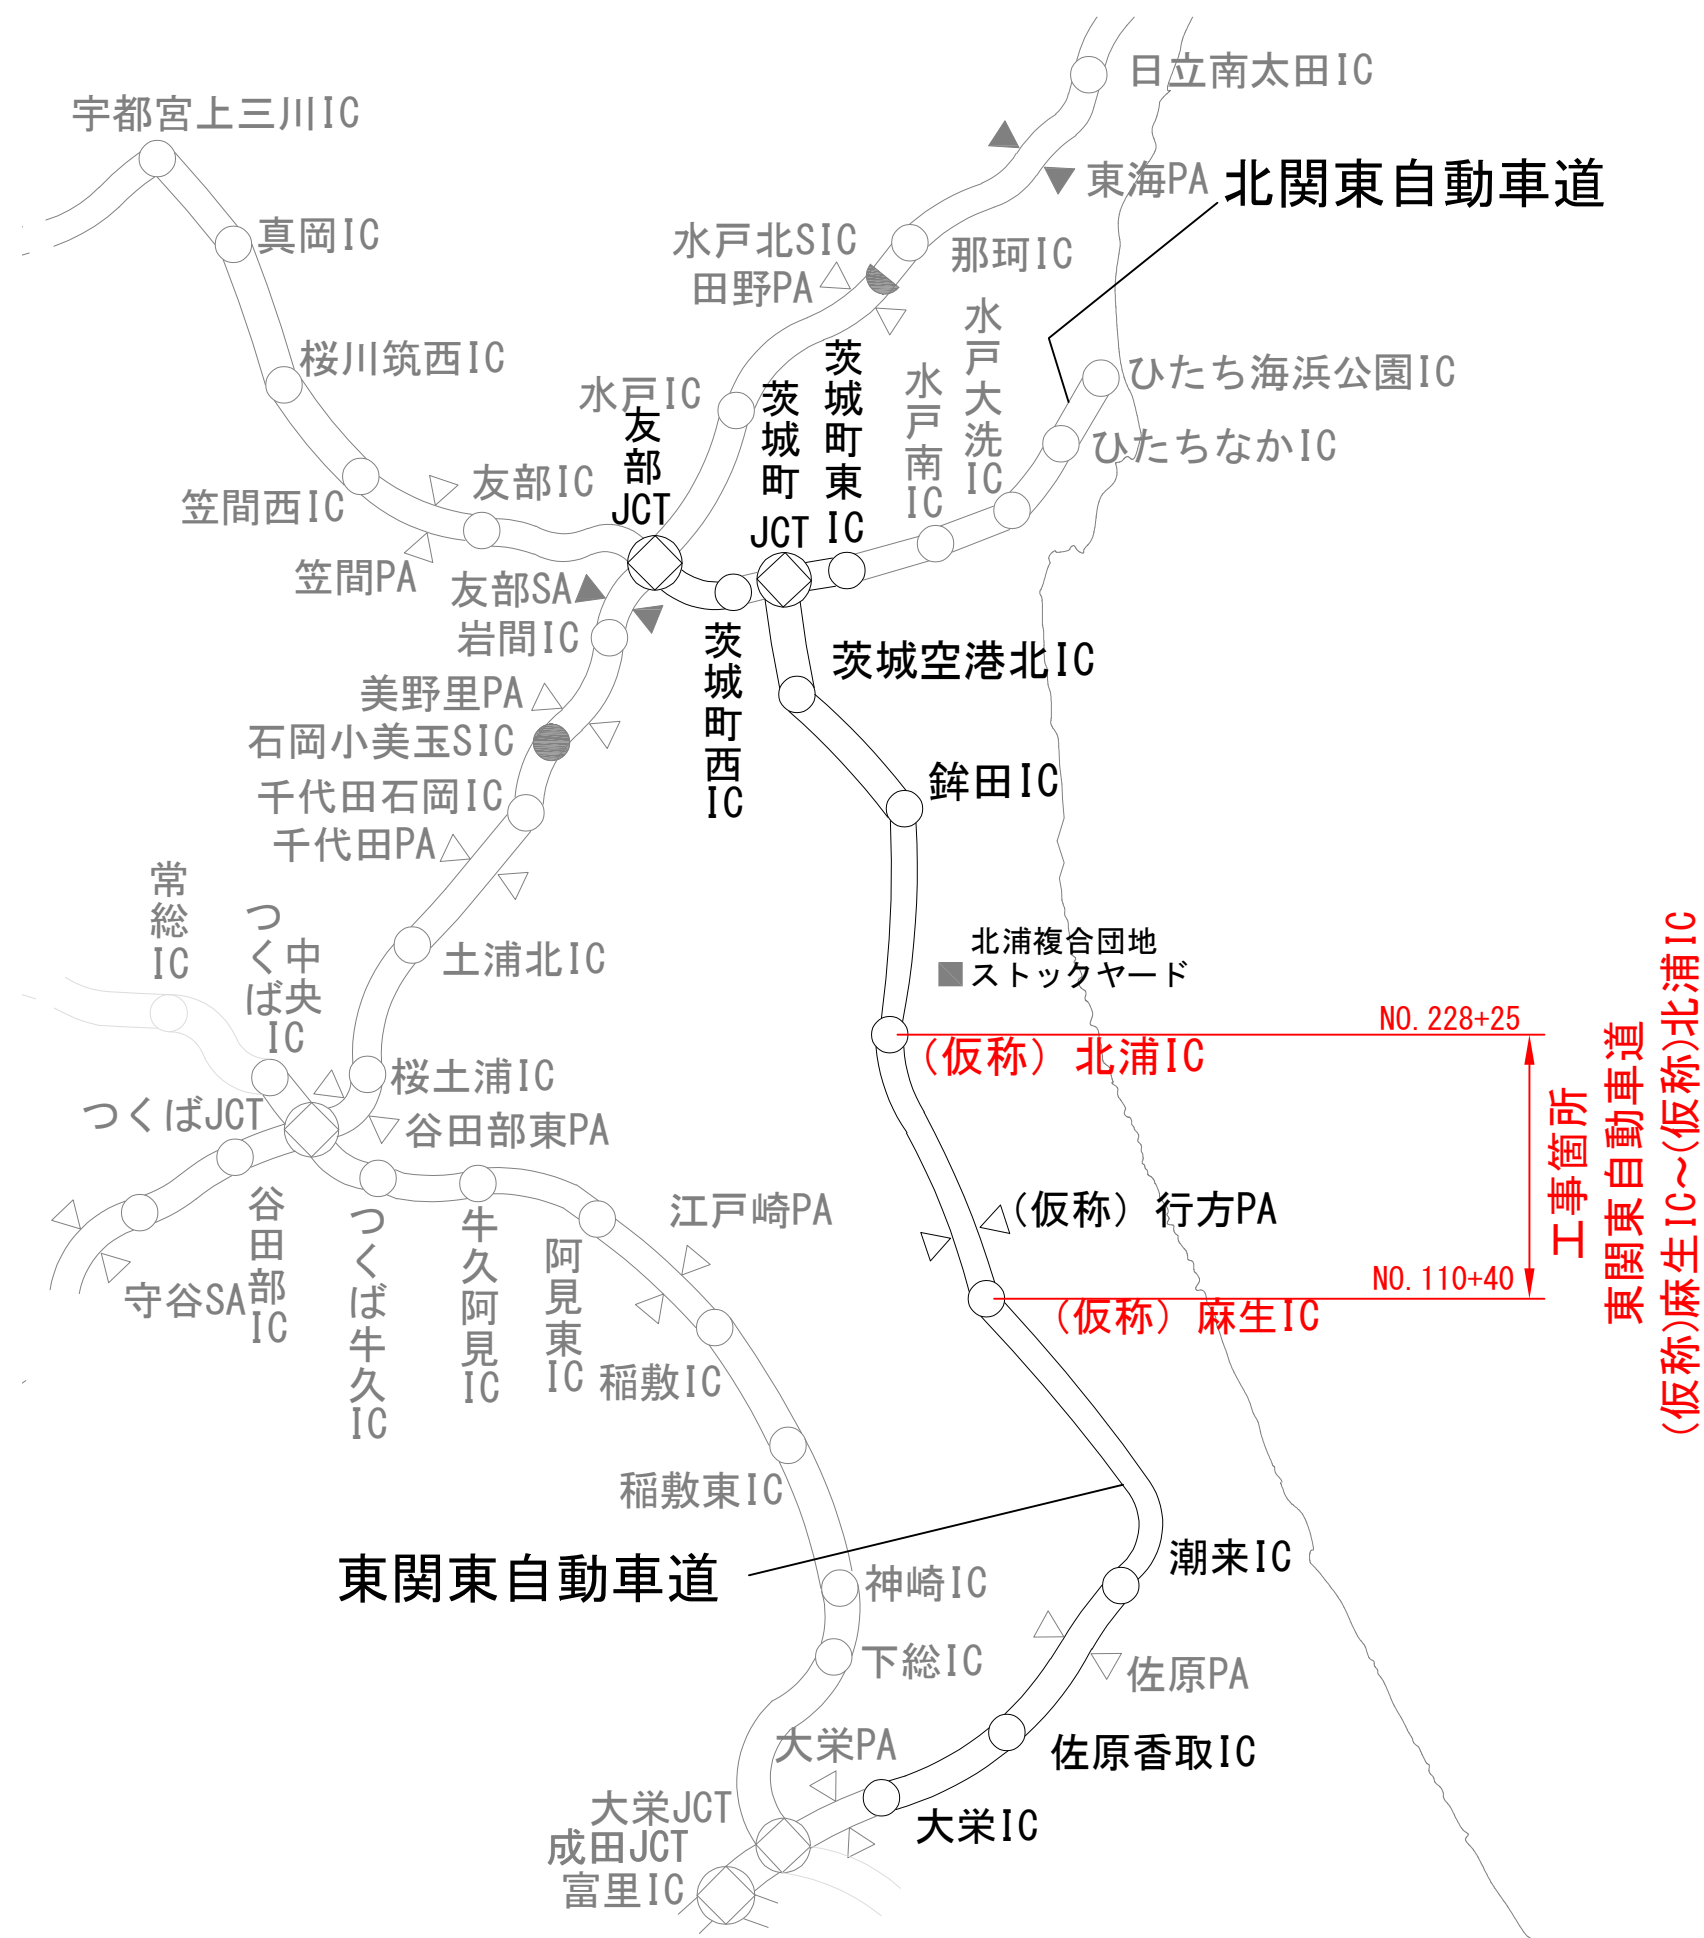 日立南太田IC
宇都宮上三川IC
東海PA
北関東自動車道
真岡IC
水戸北SIC
田野PA
那珂IC
桜川筑西IC
水戸IC
友部JCT
茨城町JCT
茨城町東IC
水戸南IC
水戸大洗IC
ひたち海浜公園IC
ひたちなかIC
友部IC
笠間西IC
笠間PA
友部SA
岩間IC
茨城町西IC
茨城空港北IC
美野里PA
石岡小美玉SIC
千代田石岡IC
千代田PA
鉾田IC
常総IC
つくば中央IC
土浦北IC
北浦複合団地
ストックヤード
NO.228+25
(仮称)北浦IC
桜土浦IC
つくばJCT
谷田部東PA
谷田部IC
守谷SA
つくば牛久IC
牛久阿見IC
阿見東IC
江戸崎PA
(仮称)行方PA
NO.110+40
(仮称)麻生IC
工事箇所
東関東自動車道
(仮称)麻生IC～(仮称)北浦IC
稲敷IC
稲敷東IC
東関東自動車道
神崎IC
潮来IC
下総IC
佐原PA
大栄PA
佐原香取IC
大栄JCT
大栄IC
成田JCT
富里IC